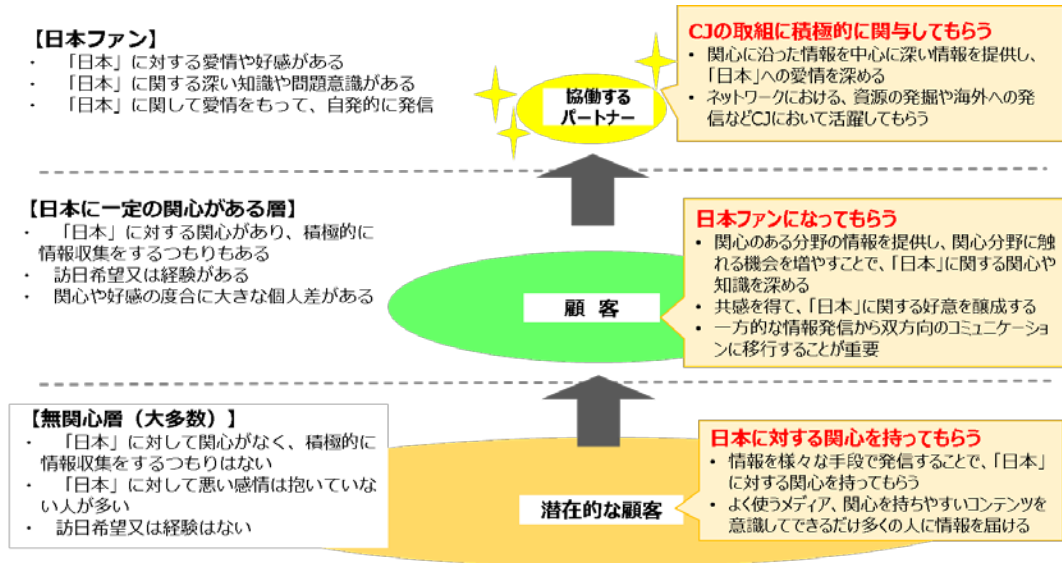 【日本ファン】
・ 「日本」に対する愛情や好感がある
・ 「日本」に関する深い知識や問題意識がある
・ 「日本」に関して愛情をもって、自発的に発信
協働する
パートナー
CJの取組に積極的に関与してもらう
• 関心に沿った情報を中心に深い情報を提供し、
「日本」への愛情を深める
• ネットワークにおける、資源の発掘や海外への発
信などCJにおいて活躍してもらう
【日本に一定の関心がある層】
・ 「日本」に対する関心があり、積極的に
情報収集をするつもりもある
・ 訪日希望又は経験がある
・ 関心や好感の度合に大きな個人差がある
顧 客
日本ファンになってもらう
• 関心のある分野の情報を提供し、関心分野に触
れる機会を増やすことで、「日本」に関する関心や
知識を深める
• 共感を得て、「日本」に関する好意を醸成する
• 一方的な情報発信から双方向のコミュニケーショ
ンに移行することが重要
【無関心層（大多数）】
・ 「日本」に対して関心がなく、積極的に
情報収集をするつもりはない
・ 「日本」に対して悪い感情は抱いていな
い人が多い
・ 訪日希望又は経験はない
潜在的な顧客
日本に対する関心を持ってもらう
• 情報を様々な手段で発信することで、「日本」
に対する関心を持ってもらう
• よく使うメディア、関心を持ちやすいコンテンツを
意識してできるだけ多くの人に情報を届ける